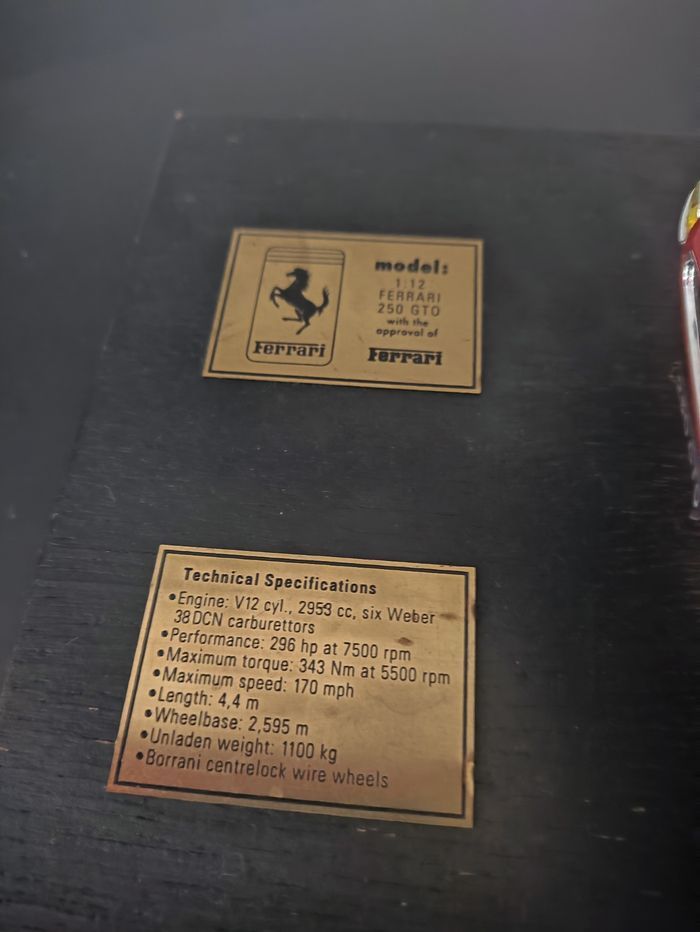 Ferrari
model:
1:12
FERRARI
250 GTO
with the
approval of
Ferrari
Technical Specifications
•Engine: V12 cyl., 2953 cc, six Weber
38 DCN carburettors
•Performance: 296 hp at 7500 rpm
•Maximum torque: 343 Nm at 5500 rpm
•Maximum speed: 170 mph
•Length: 4,4 m
•Wheelbase: 2,595 m
•Unladen weight: 1100 kg
•Borrani centrelock wire wheels